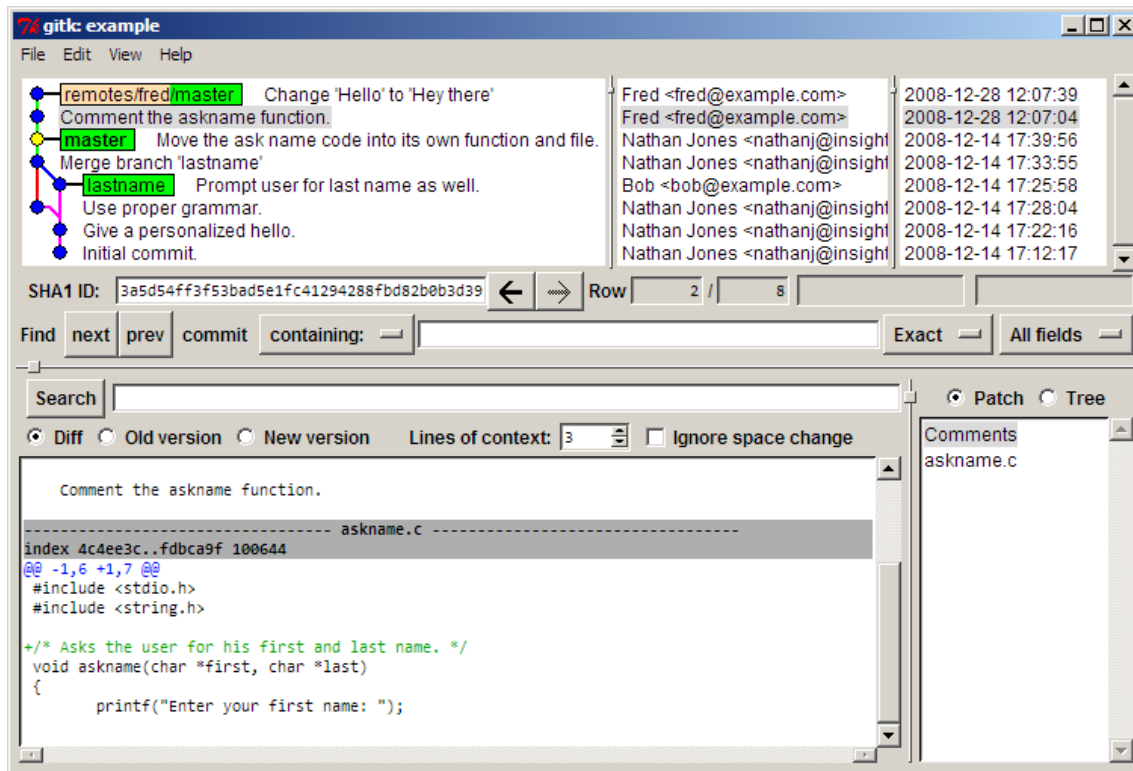 gitk: example
File Edit View Help
remotes/fred/master Change 'Hello' to 'Hey there' Fred <fred@example.com> 2008-12-28 12:07:39
Comment the askname function. Fred <fred@example.com> 2008-12-28 12:07:04
master Move the ask name code into its own function and file. Nathan Jones <nathanj@insight 2008-12-14 17:39:56
Merge branch 'lastname' Nathan Jones <nathanj@insight 2008-12-14 17:33:55
lastname Prompt user for last name as well. Bob <bob@example.com> 2008-12-14 17:25:58
Use proper grammar. Nathan Jones <nathanj@insight 2008-12-14 17:28:04
Give a personalized hello. Nathan Jones <nathanj@insight 2008-12-14 17:22:16
Initial commit. Nathan Jones <nathanj@insight 2008-12-14 17:12:17
SHA1 ID: 3a5d54ff3f53bad5e1fc41294288fbd82b0b3d39 Row 2 / 8
Find next prev commit containing: Exact All fields
Search Patch Tree
Diff Old version New version Lines of context: 3 Ignore space change Comments
askname.c
Comment the askname function.
---------------------------------- askname.c ----------------------------------
index 4c4ee3c..fdbca9f 100644
@@ -1,6 +1,7 @@
#include <stdio.h>
#include <string.h>
+/* Asks the user for his first and last name. */
void askname(char *first, char *last)
{
printf("Enter your first name: ");